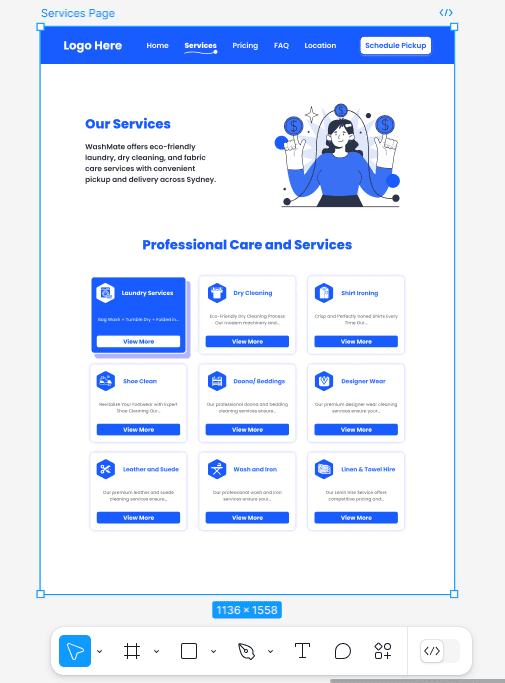 Services Page
Logo Here
Home
Services
Pricing
FAQ
Location
Schedule Pickup
Our Services
WashMate offers eco-friendly
laundry, dry cleaning, and fabric
care services with convenient
pickup and delivery across Sydney.
Professional Care and Services
Laundry Services
Bag Wash + Tumble Dry + Folded in...
View More
Dry Cleaning
Eco-Friendly Dry Cleaning Process
Our modern machinery and...
View More
Shirt Ironing
Crisp and Perfectly Ironed Shirts Every
Time Our...
View More
Shoe Clean
Revitalise Your Footwear with Expert
Shoe Cleaning Our...
View More
Doona/ Beddings
Our professional doona and bedding
cleaning services ensure...
View More
Designer Wear
Our premium designer wear cleaning
services ensure your...
View More
Leather and Suede
Our premium leather and suede
cleaning services ensure...
View More
Wash and Iron
Our professional wash and iron
services ensure your...
View More
Linen & Towel Hire
Our Linen Hire Service offers
competitive pricing and...
View More
1136 × 1558